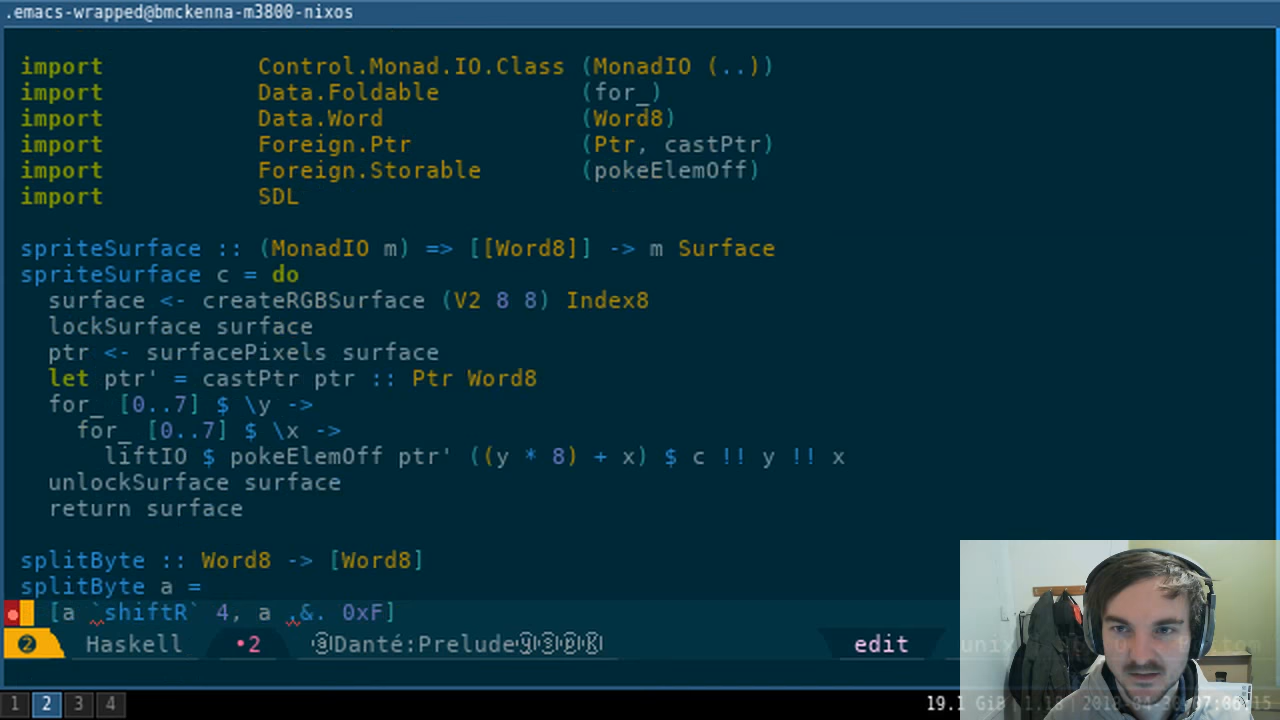 .emacs-wrapped@bmckenna-m3800-nixos
import Control.Monad.IO.Class (MonadIO (..))
import Data.Foldable (for_)
import Data.Word (Word8)
import Foreign.Ptr (Ptr, castPtr)
import Foreign.Storable (pokeElemOff)
import SDL
spriteSurface :: (MonadIO m) => [[Word8]] -> m Surface
spriteSurface c = do
surface <- createRGBSurface (V2 8 8) Index8
lockSurface surface
ptr <- surfacePixels surface
let ptr' = castPtr ptr :: Ptr Word8
for_ [0..7] $ \y ->
for_ [0..7] $ \x ->
liftIO $ pokeElemOff ptr' ((y * 8) + x) $ c !! y !! x
unlockSurface surface
return surface
splitByte :: Word8 -> [Word8]
splitByte a =
[a `shiftR` 4, a .&. 0xF]
❷ Haskell •2 ⓐDanté:Preludeⓨⓢⓟⓚ edit unix
1 2 3 4 19.1 GiB